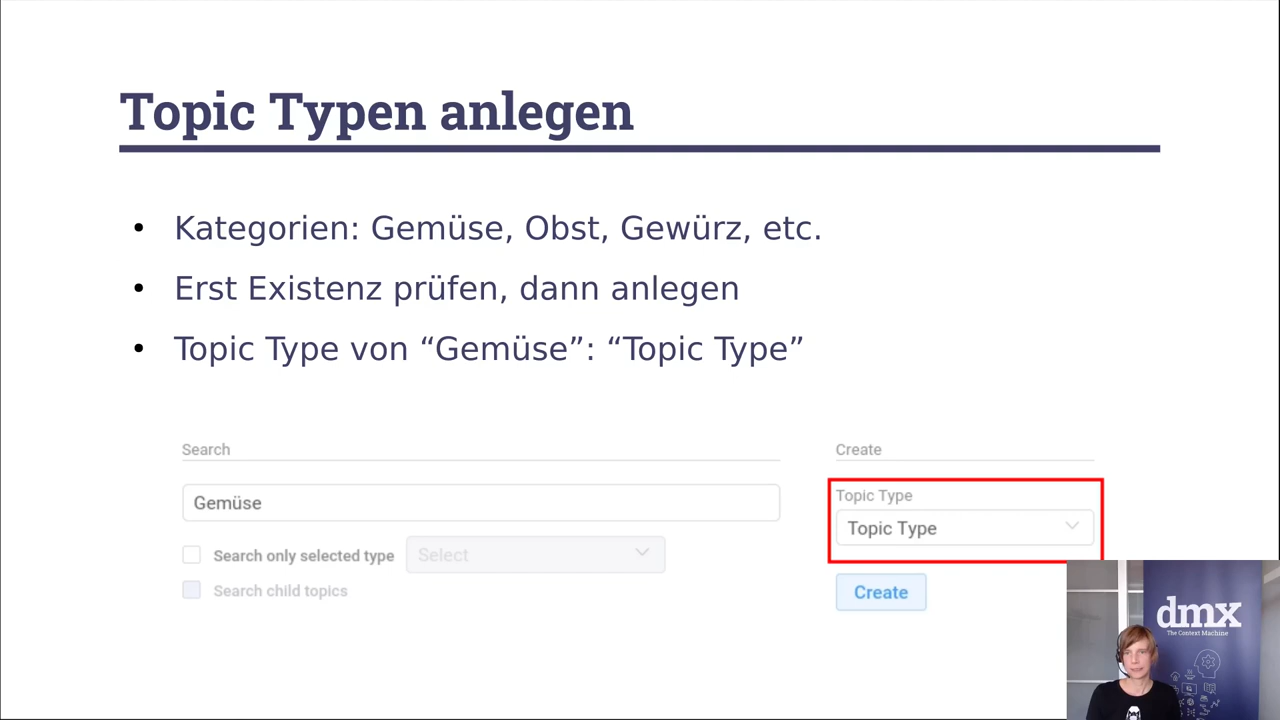 Topic Typen anlegen
• Kategorien: Gemüse, Obst, Gewürz, etc.
• Erst Existenz prüfen, dann anlegen
• Topic Type von “Gemüse”: “Topic Type”
Search
Gemüse
Search only selected type
Select
Search child topics
Create
Topic Type
Topic Type
Create
dmx
The Context Machine